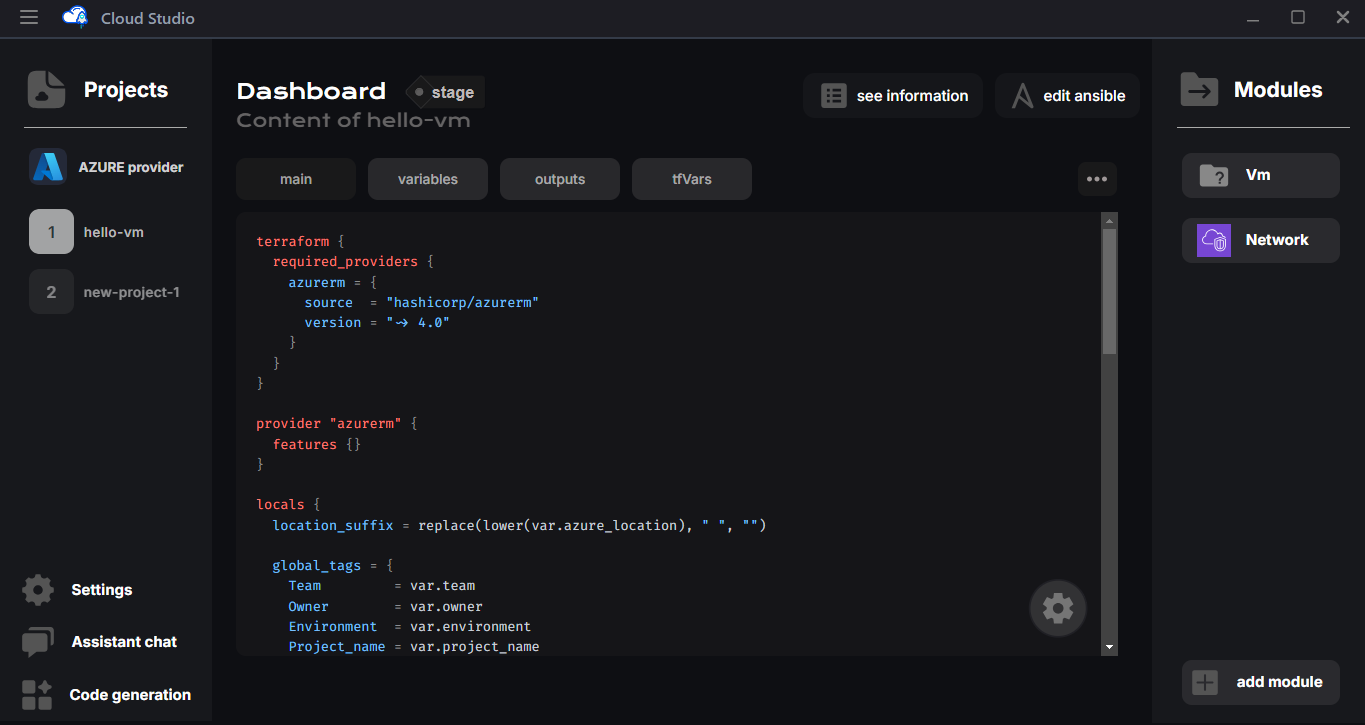 Cloud Studio
Projects
AZURE provider
1 hello-vm
2 new-project-1
Settings
Assistant chat
Code generation
Dashboard
stage
Content of hello-vm
see information
edit ansible
main
variables
outputs
tfVars
terraform {
  required_providers {
    azurerm = {
      source  = "hashicorp/azurerm"
      version = "~> 4.0"
    }
  }
}
provider "azurerm" {
  features {}
}
locals {
  location_suffix = replace(lower(var.azure_location), " ", "")
  global_tags = {
    Team         = var.team
    Owner        = var.owner
    Environment  = var.environment
    Project_name = var.project_name
Modules
Vm
Network
add module